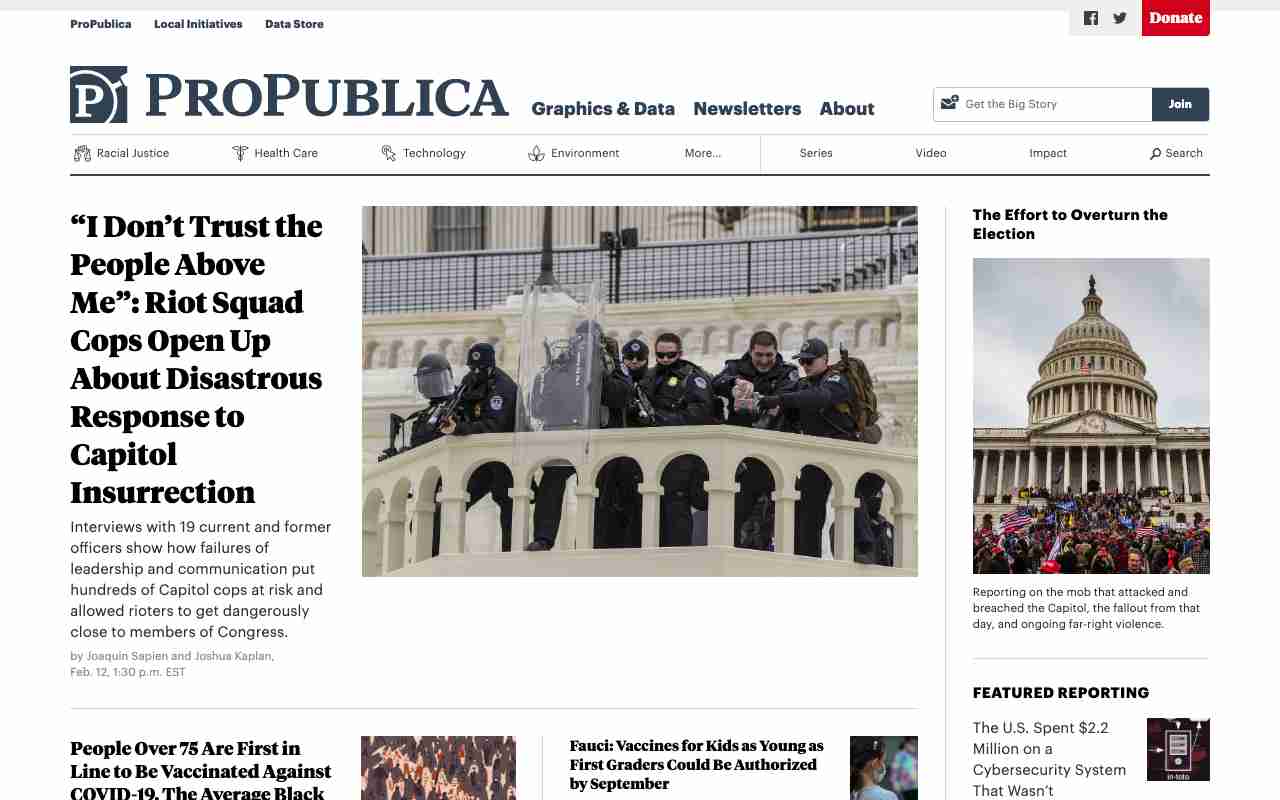 ProPublica
Local Initiatives
Data Store
Donate
P
PROPUBLICA
Graphics & Data
Newsletters
About
Get the Big Story
Join
Racial Justice
Health Care
Technology
Environment
More...
Series
Video
Impact
Search
“I Don’t Trust the
People Above
Me”: Riot Squad
Cops Open Up
About Disastrous
Response to
Capitol
Insurrection
Interviews with 19 current and former
officers show how failures of
leadership and communication put
hundreds of Capitol cops at risk and
allowed rioters to get dangerously
close to members of Congress.
by Joaquin Sapien and Joshua Kaplan,
Feb. 12, 1:30 p.m. EST
The Effort to Overturn the
Election
Reporting on the mob that attacked and
breached the Capitol, the fallout from that
day, and ongoing far-right violence.
FEATURED REPORTING
The U.S. Spent $2.2
Million on a
Cybersecurity System
That Wasn’t
in-toto
People Over 75 Are First in
Line to Be Vaccinated Against
COVID-19. The Average Black
Fauci: Vaccines for Kids as Young as
First Graders Could Be Authorized
by September